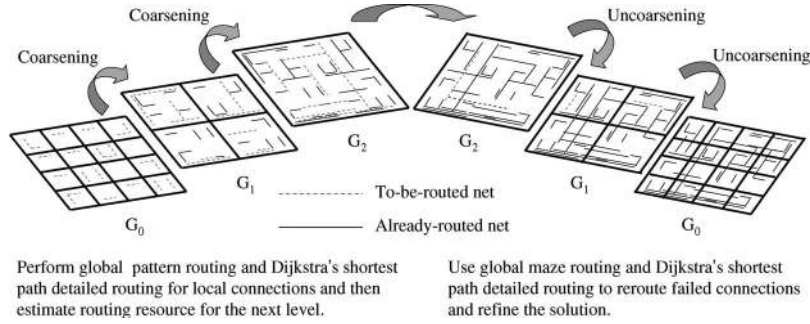 Coarsening
Coarsening
Uncoarsening
Uncoarsening
G0
G1
G2
G2
G1
G0
To-be-routed net
Already-routed net
Perform global pattern routing and Dijkstra's shortest
path detailed routing for local connections and then
estimate routing resource for the next level.
Use global maze routing and Dijkstra's shortest
path detailed routing to reroute failed connections
and refine the solution.